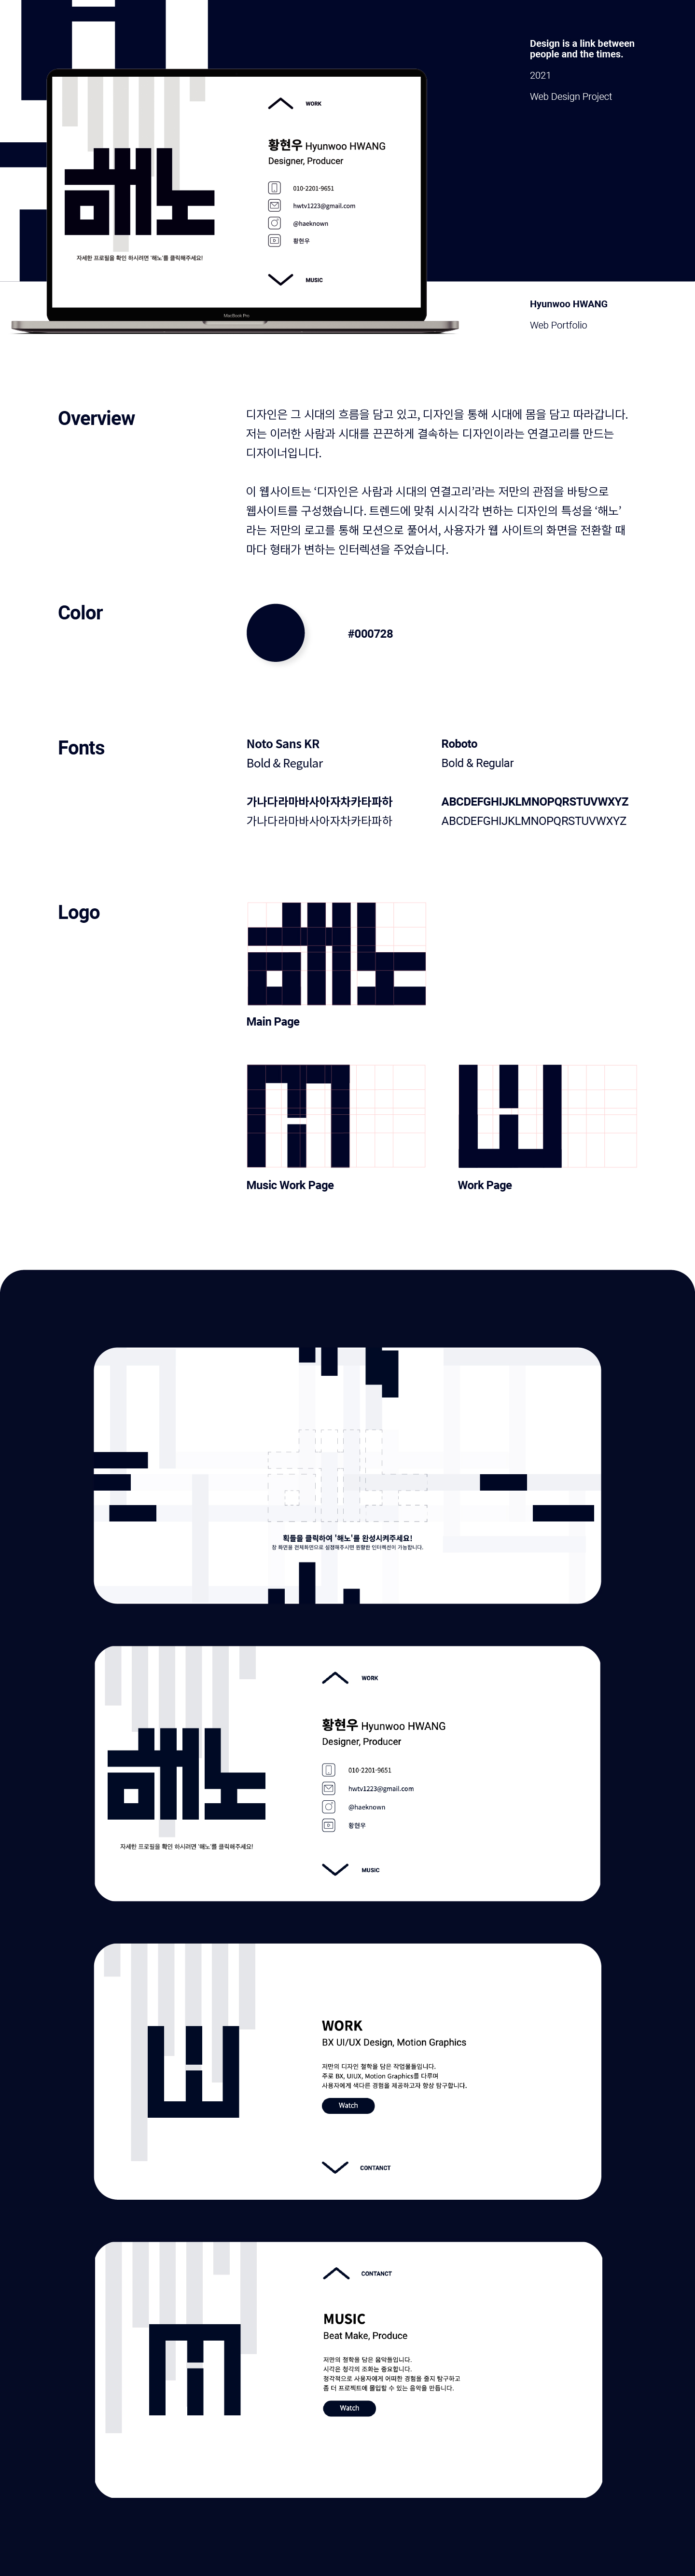 Design is a link between
people and the times.
2021
Web Design Project
WORK
황현우 Hyunwoo HWANG
Designer, Producer
010-2201-9651
hwtv1223@gmail.com
@haeknown
황현우
MUSIC
해노
자세한 프로필을 확인 하시려면 '해노'를 클릭해주세요!
MacBook Pro
Hyunwoo HWANG
Web Portfolio
Overview
디자인은 그 시대의 흐름을 담고 있고, 디자인을 통해 시대에 몸을 담고 따라갑니다.
저는 이러한 사람과 시대를 끈끈하게 결속하는 디자인이라는 연결고리를 만드는
디자이너입니다.
이 웹사이트는 ‘디자인은 사람과 시대의 연결고리’라는 저만의 관점을 바탕으로
웹사이트를 구성했습니다. 트렌드에 맞춰 시시각각 변하는 디자인의 특성을 ‘해노’
라는 저만의 로고를 통해 모션으로 풀어서, 사용자가 웹 사이트의 화면을 전환할 때
마다 형태가 변하는 인터렉션을 주었습니다.
Color
#000728
Fonts
Noto Sans KR
Bold & Regular
가나다라마바사아자차카타파하
가나다라마바사아자차카타파하
Roboto
Bold & Regular
ABCDEFGHIJKLMNOPQRSTUVWXYZ
ABCDEFGHIJKLMNOPQRSTUVWXYZ
Logo
해노
Main Page
M
Music Work Page
W
Work Page
획들을 클릭하여 '해노'를 완성시켜주세요!
창 화면을 전체화면으로 설정해주시면 원활한 인터랙션이 가능합니다.
해노
자세한 프로필을 확인 하시려면 '해노'를 클릭해주세요!
WORK
황현우 Hyunwoo HWANG
Designer, Producer
010-2201-9651
hwtv1223@gmail.com
@haeknown
황현우
MUSIC
W
WORK
BX UI/UX Design, Motion Graphics
저만의 디자인 철학을 담은 작업물들입니다.
주로 BX, UIUX, Motion Graphics를 다루며
사용자에게 색다른 경험을 제공하고자 항상 탐구합니다.
Watch
CONTANCT
M
CONTANCT
MUSIC
Beat Make, Produce
저만의 철학을 담은 음악들입니다.
시각은 청각의 조화는 중요합니다.
청각적으로 사용자에게 어떠한 경험을 줄지 탐구하고
좀 더 프로젝트에 몰입할 수 있는 음악을 만듭니다.
Watch